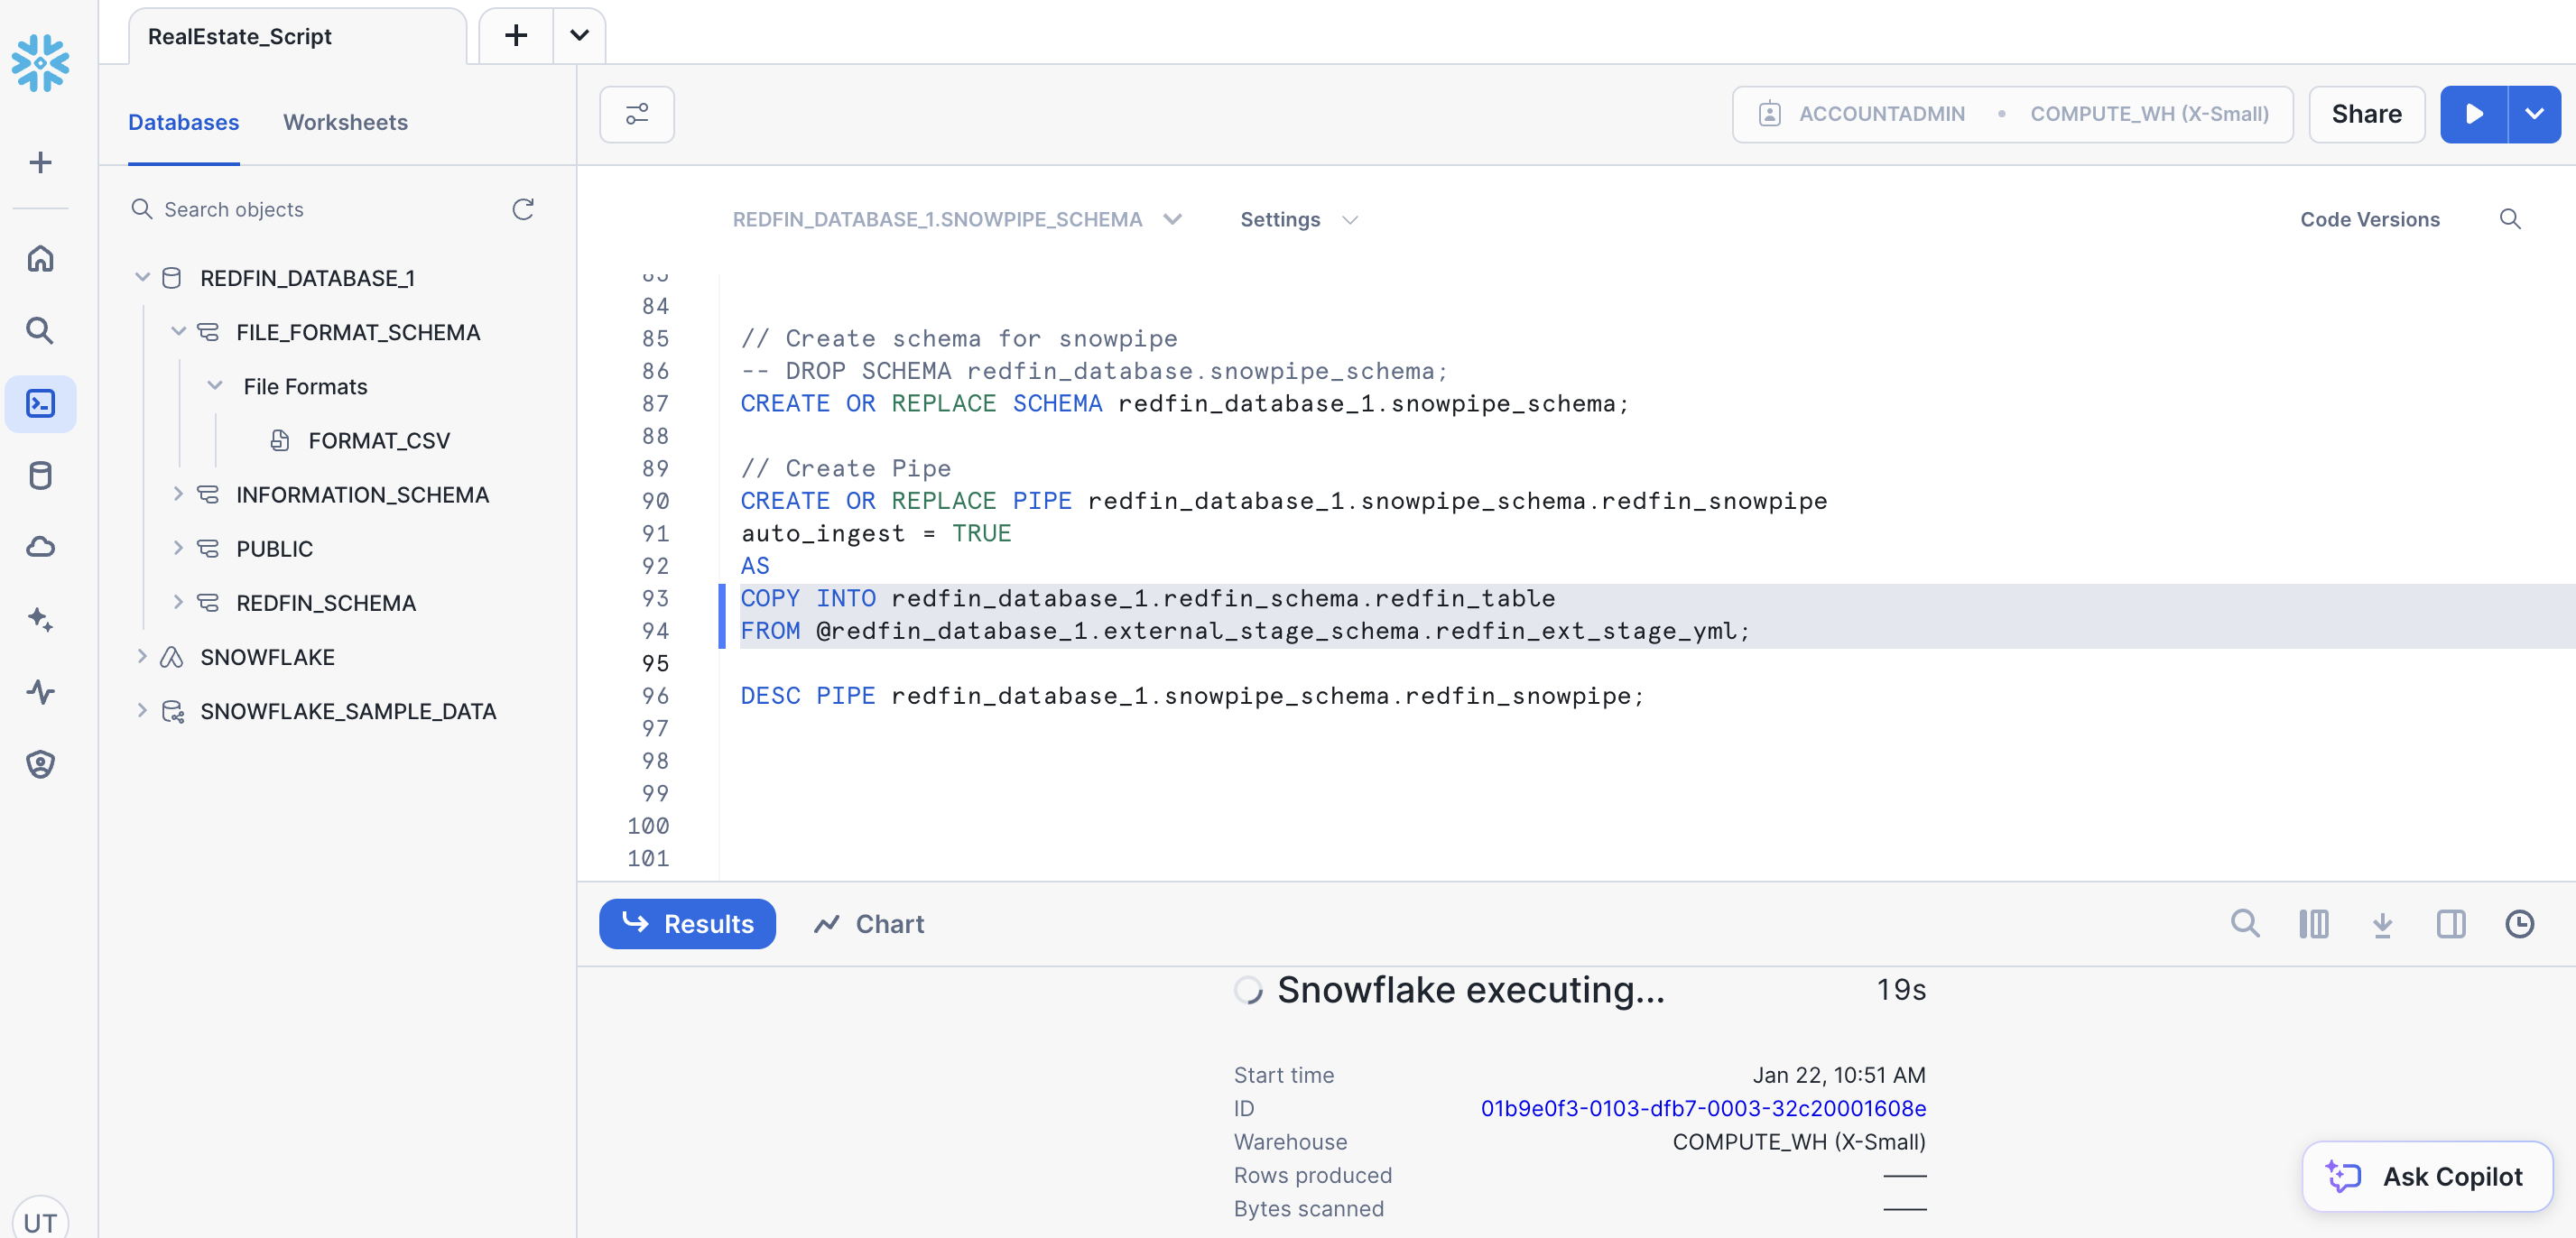 RealEstate_Script
Databases
Worksheets
ACCOUNTADMIN • COMPUTE_WH (X-Small)
Share
Search objects
REDFIN_DATABASE_1
FILE_FORMAT_SCHEMA
File Formats
FORMAT_CSV
INFORMATION_SCHEMA
PUBLIC
REDFIN_SCHEMA
SNOWFLAKE
SNOWFLAKE_SAMPLE_DATA
UT
REDFIN_DATABASE_1.SNOWPIPE_SCHEMA
Settings
Code Versions
83
84
85 // Create schema for snowpipe
86 -- DROP SCHEMA redfin_database.snowpipe_schema;
87 CREATE OR REPLACE SCHEMA redfin_database_1.snowpipe_schema;
88
89 // Create Pipe
90 CREATE OR REPLACE PIPE redfin_database_1.snowpipe_schema.redfin_snowpipe
91 auto_ingest = TRUE
92 AS
93 COPY INTO redfin_database_1.redfin_schema.redfin_table
94 FROM @redfin_database_1.external_stage_schema.redfin_ext_stage_yml;
95
96 DESC PIPE redfin_database_1.snowpipe_schema.redfin_snowpipe;
97
98
99
100
101
Results
Chart
Snowflake executing... 19s
Start time Jan 22, 10:51 AM
ID 01b9e0f3-0103-dfb7-0003-32c20001608e
Warehouse COMPUTE_WH (X-Small)
Rows produced
Bytes scanned
Ask Copilot